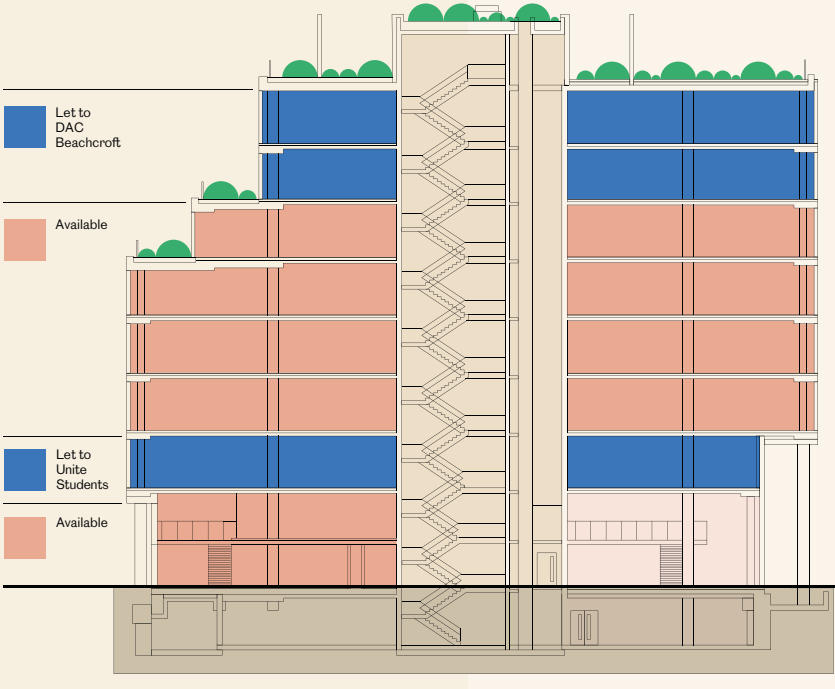 Let to
DAC
Beachcroft
Available
Let to
Unite
Students
Available